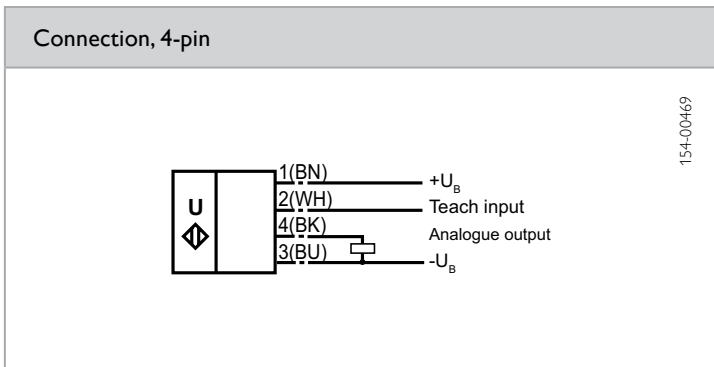 Connection, 4-pin
154-00469
U
1(BN)
+U_B
2(WH)
Teach input
4(BK)
Analogue output
3(BU)
-U_B